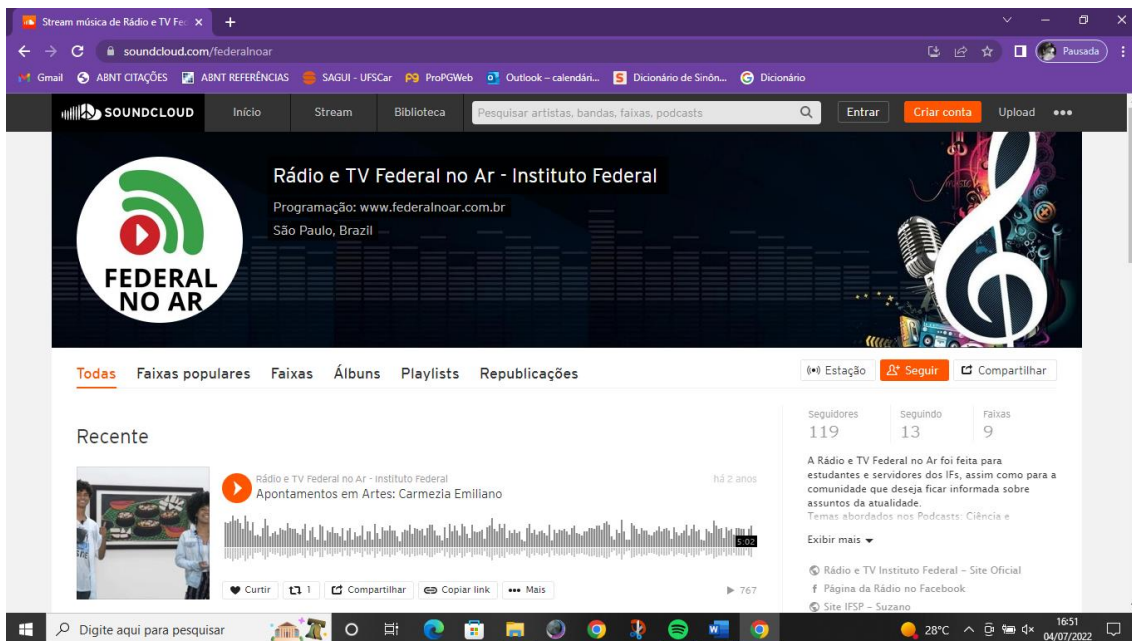 Stream música de Rádio e TV Fed
soundcloud.com/federalnoar
Pausada
Gmail
ABNT CITAÇÕES
ABNT REFERÊNCIAS
SAGUI - UFSCar
ProPGWeb
Outlook – calendári...
Dicionário de Sinôn...
Dicionário
SOUNDCLOUD
Início
Stream
Biblioteca
Pesquisar artistas, bandas, faixas, podcasts
Entrar
Criar conta
Upload
FEDERAL
NO AR
Rádio e TV Federal no Ar - Instituto Federal
Programação: www.federalnoar.com.br
São Paulo, Brazil
Todas
Faixas populares
Faixas
Álbuns
Playlists
Republicações
Estação
Seguir
Compartilhar
Recente
Rádio e TV Federal no Ar - Instituto Federal
há 2 anos
Apontamentos em Artes: Carmezia Emiliano
5:02
Curtir
1
Compartilhar
Copiar link
Mais
767
Seguidores
119
Seguindo
13
Faixas
9
A Rádio e TV Federal no Ar foi feita para
estudantes e servidores dos IFs, assim como para a
comunidade que deseja ficar informada sobre
assuntos da atualidade.
Temas abordados nos Podcasts: Ciência e
Exibir mais
Rádio e TV Instituto Federal – Site Oficial
Página da Rádio no Facebook
Site IFSP – Suzano
Digite aqui para pesquisar
28°C
16:51
04/07/2022